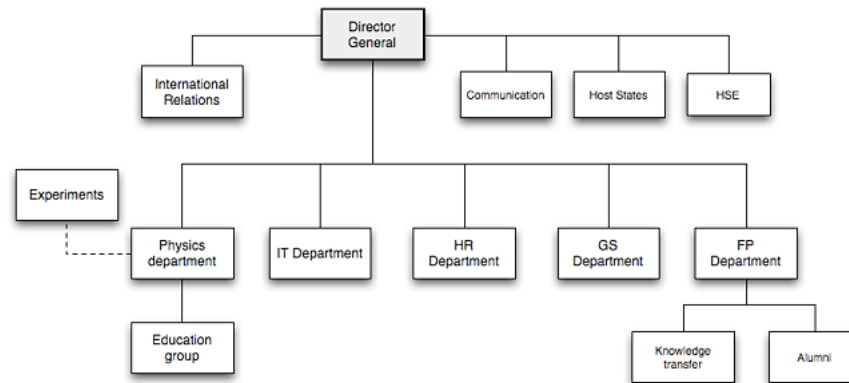 Director
General
International
Relations
Communication
Host States
HSE
Experiments
Physics
department
IT Department
HR
Department
GS
Department
FP
Department
Education
group
Knowledge
transfer
Alumni